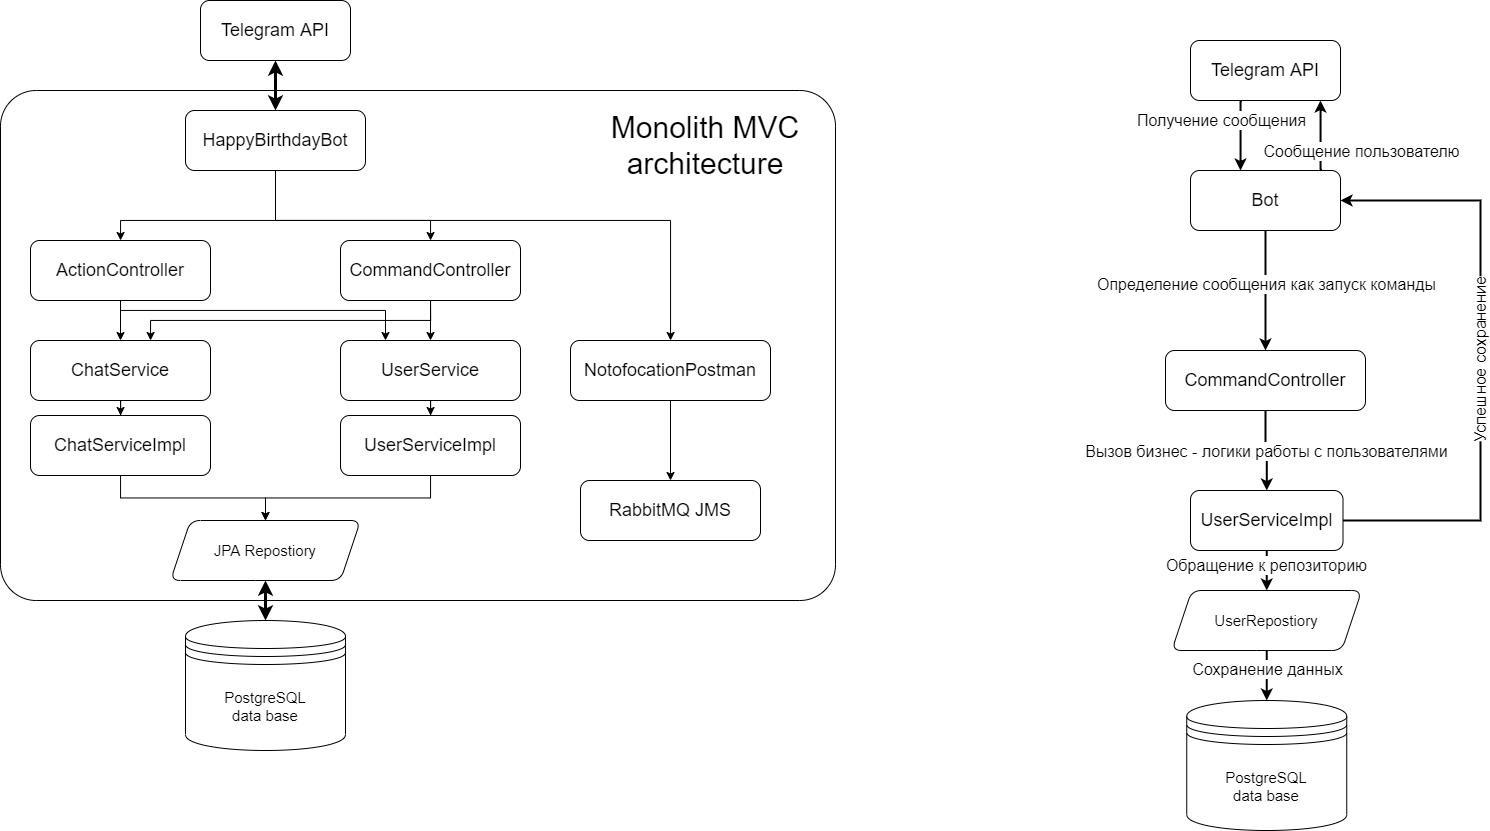 Telegram API
HappyBirthdayBot
Monolith MVC
architecture
ActionController
CommandController
ChatService
UserService
NotofocationPostman
ChatServiceImpl
UserServiceImpl
RabbitMQ JMS
JPA Repostiory
PostgreSQL
data base
Telegram API
Получение сообщения
Сообщение пользователю
Bot
Определение сообщения как запуск команды
CommandController
Вызов бизнес - логики работы с пользователями
Успешное сохранение
UserServiceImpl
Обращение к репозиторию
UserRepostiory
Сохранение данных
PostgreSQL
data base